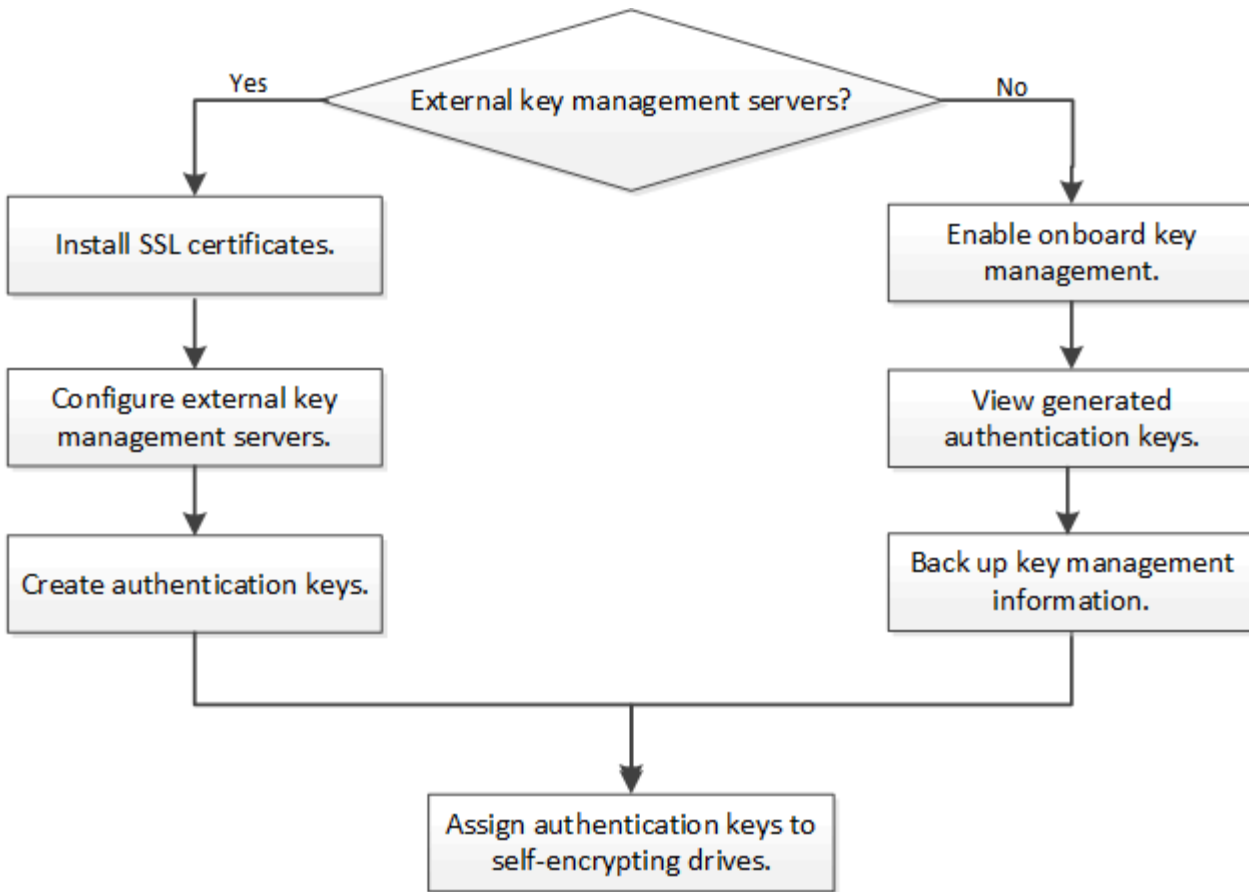 Yes
External key management servers?
No
Install SSL certificates.
Enable onboard key
management.
Configure external key
management servers.
View generated
authentication keys.
Create authentication keys.
Back up key management
information.
Assign authentication keys to
self-encrypting drives.